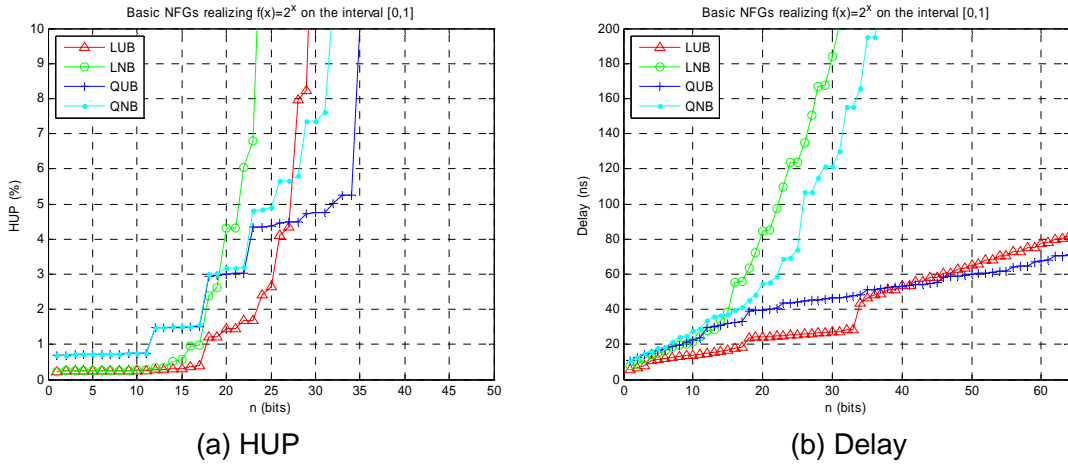 Basic NFGs realizing f(x)=2^x on the interval [0,1]
LUB
LNB
QUB
QNB
HUP (%)
10
9
8
7
6
5
4
3
2
1
0
0 5 10 15 20 25 30 35 40 45 50
n (bits)
(a) HUP
Basic NFGs realizing f(x)=2^x on the interval [0,1]
LUB
LNB
QUB
QNB
Delay (ns)
200
180
160
140
120
100
80
60
40
20
0
0 10 20 30 40 50 60
n (bits)
(b) Delay